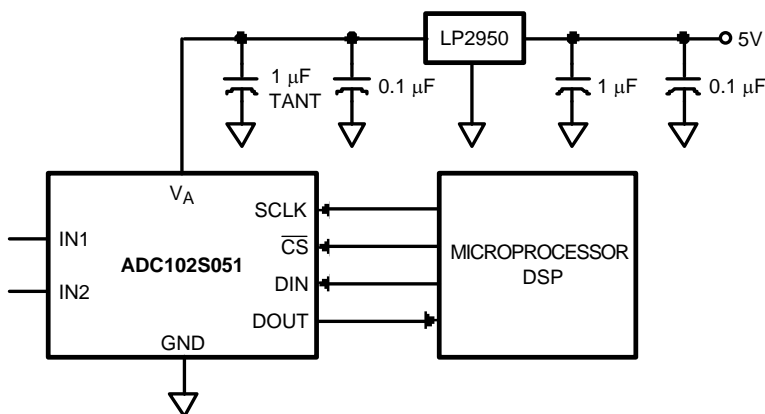 LP2950
5V
1 μF
TANT
0.1 μF
1 μF
0.1 μF
VA
SCLK
CS
DIN
DOUT
IN1
IN2
ADC102S051
GND
MICROPROCESSOR
DSP